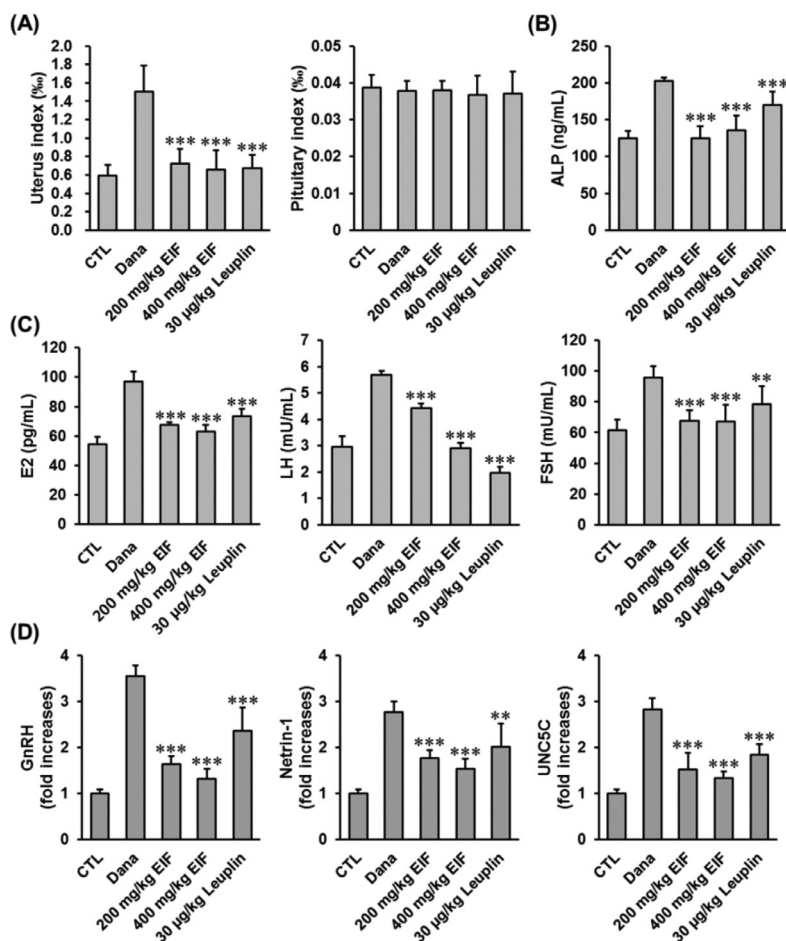 (A)
Uterus index (‰)
2.0
1.8
1.6
1.4
1.2
1.0
0.8
0.6
0.4
0.2
0.0
***
***
***
CTL
Dana
200 mg/kg EIF
400 mg/kg EIF
30 µg/kg Leuplin
Pituitary index (‰)
0.05
0.04
0.03
0.02
0.01
0
CTL
Dana
200 mg/kg EIF
400 mg/kg EIF
30 µg/kg Leuplin
(B)
ALP (ng/mL)
250
200
150
100
50
0
***
***
***
CTL
Dana
200 mg/kg EIF
400 mg/kg EIF
30 µg/kg Leuplin
(C)
E2 (pg/mL)
120
100
80
60
40
20
0
***
***
***
CTL
Dana
200 mg/kg EIF
400 mg/kg EIF
30 µg/kg Leuplin
LH (mU/mL)
7
6
5
4
3
2
1
0
***
***
***
CTL
Dana
200 mg/kg EIF
400 mg/kg EIF
30 µg/kg Leuplin
FSH (mU/mL)
120
100
80
60
40
20
0
***
***
**
CTL
Dana
200 mg/kg EIF
400 mg/kg EIF
30 µg/kg Leuplin
(D)
GnRH
(fold increases)
4
3
2
1
0
***
***
***
CTL
Dana
200 mg/kg EIF
400 mg/kg EIF
30 µg/kg Leuplin
Netrin-1
(fold increases)
4
3
2
1
0
***
***
**
CTL
Dana
200 mg/kg EIF
400 mg/kg EIF
30 µg/kg Leuplin
UNC5C
(fold increases)
4
3
2
1
0
***
***
***
CTL
Dana
200 mg/kg EIF
400 mg/kg EIF
30 µg/kg Leuplin